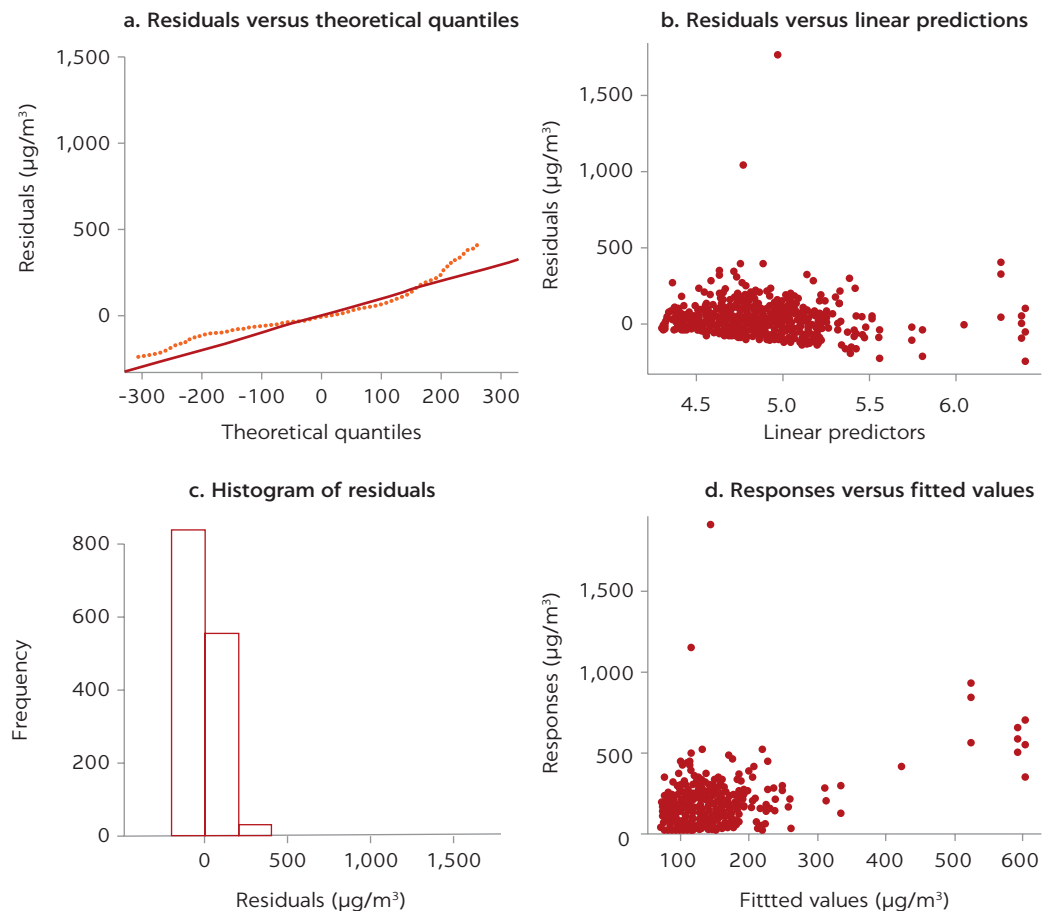 a. Residuals versus theoretical quantiles
Residuals (µg/m³)
1,500
1,000
500
0
-300 -200 -100 0 100 200 300
Theoretical quantiles
b. Residuals versus linear predictions
Residuals (µg/m³)
1,500
1,000
500
0
4.5 5.0 5.5 6.0
Linear predictors
c. Histogram of residuals
Frequency
800
600
400
200
0
0 500 1,000 1,500
Residuals (µg/m³)
d. Responses versus fitted values
Responses (µg/m³)
1,500
1,000
500
0
100 200 300 400 500 600
Fittted values (µg/m³)